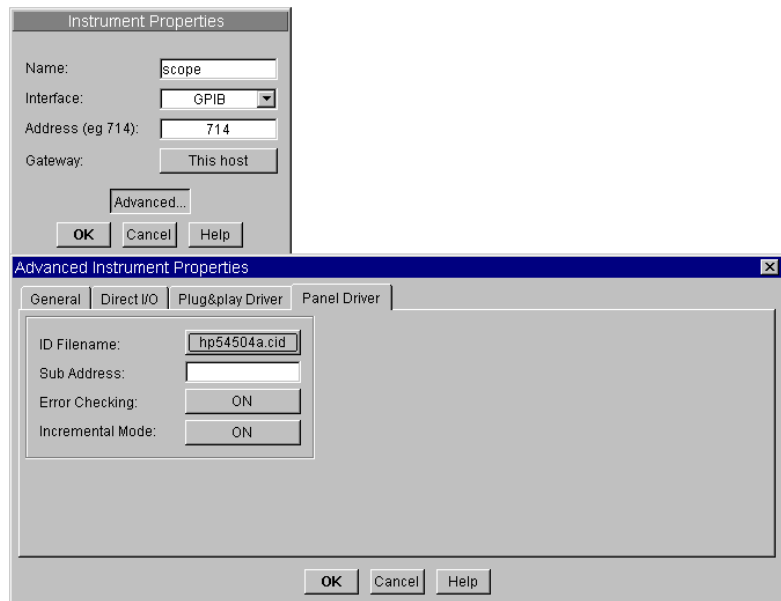 Instrument Properties
Name: scope
Interface: GPIB
Address (eg 714): 714
Gateway: This host
Advanced...
OK Cancel Help
Advanced Instrument Properties
General Direct I/O Plug&play Driver Panel Driver
ID Filename: hp54504a.cid
Sub Address:
Error Checking: ON
Incremental Mode: ON
OK Cancel Help